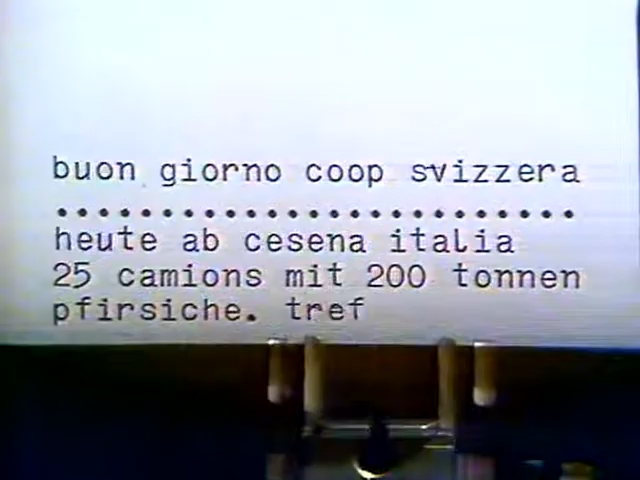 buon giorno coop svizzera
.........................
heute ab cesena italia
25 camions mit 200 tonnen
pfirsiche. tref